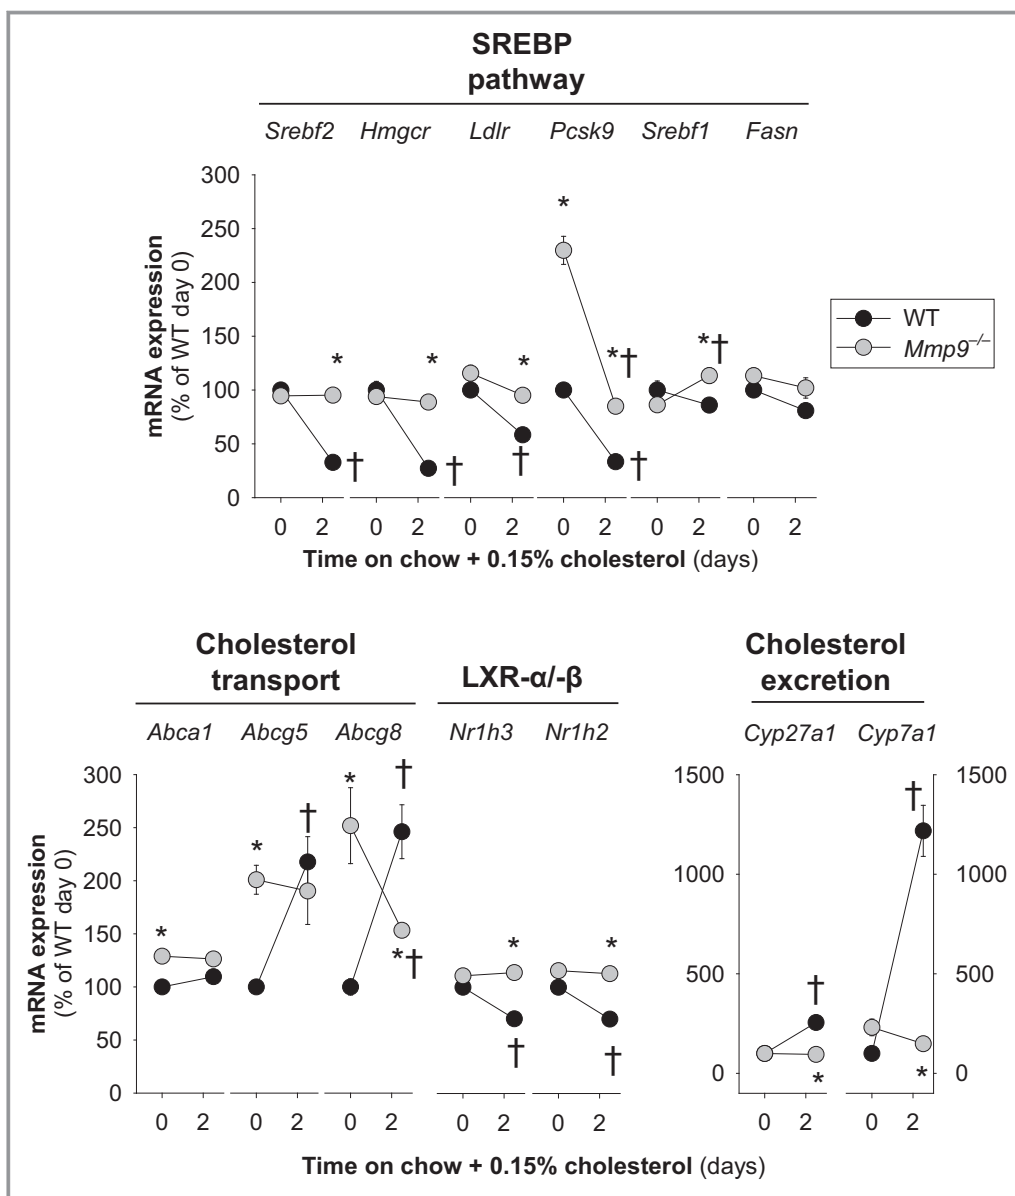 SREBP
pathway
Srebf2 Hmgcr Ldlr Pcsk9 Srebf1 Fasn
300
250
200
150
100
50
0
mRNA expression
(% of WT day 0)
* * * * *† *†
† † † †
WT
Mmp9–/–
0 2 0 2 0 2 0 2 0 2 0 2
Time on chow + 0.15% cholesterol (days)
Cholesterol
transport
LXR-α/-β
Cholesterol
excretion
Abca1 Abcg5 Abcg8 Nr1h3 Nr1h2 Cyp27a1 Cyp7a1
300
250
200
150
100
50
0
mRNA expression
(% of WT day 0)
* * † * † *†
* † * †
1500
1000
500
0
† * † *
1500
1000
500
0
0 2 0 2 0 2 0 2 0 2 0 2 0 2
Time on chow + 0.15% cholesterol (days)